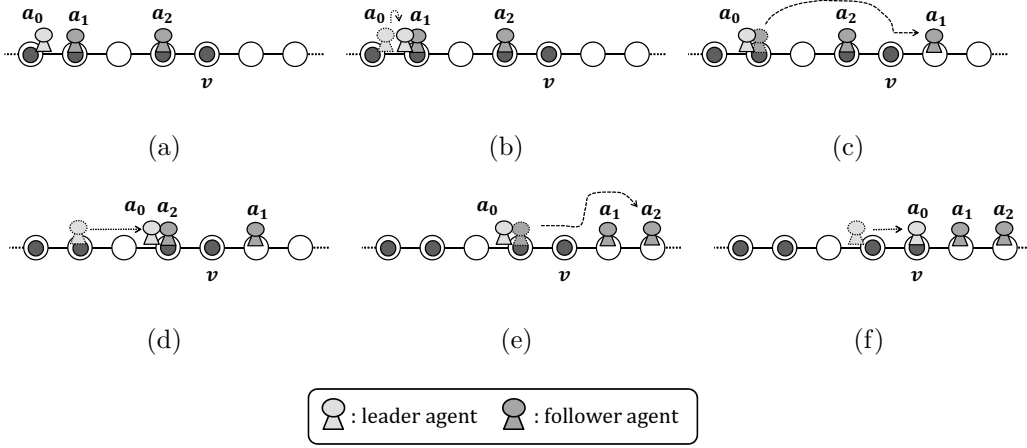 a₀ a₁ a₂
v
(a)
a₀ a₁ a₂
v
(b)
a₀ a₂ a₁
v
(c)
a₀ a₂ a₁
v
(d)
a₀ a₁ a₂
v
(e)
a₀ a₁ a₂
v
(f)
: leader agent : follower agent